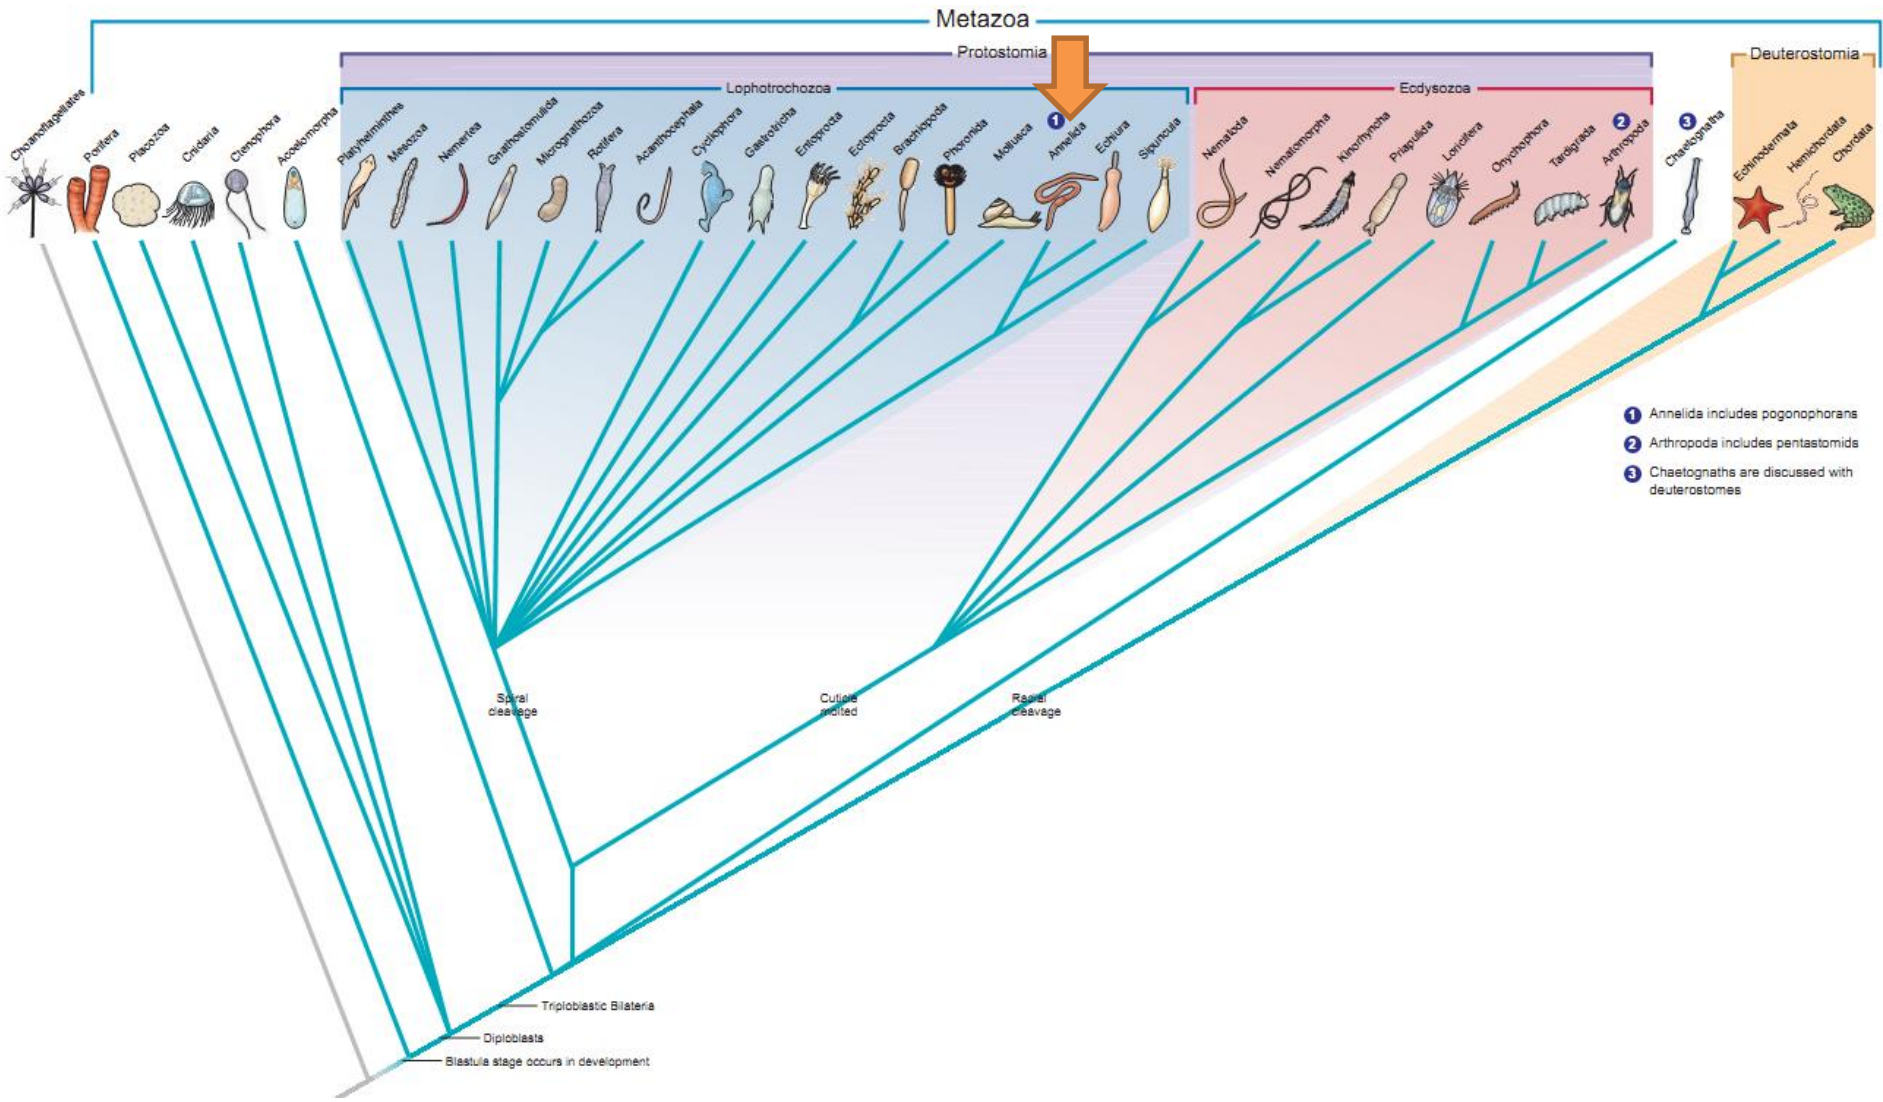 Metazoa
Protostomia
Deuterostomia
Lophotrochozoa
Ecdysozoa
Choanoflagellates
Porifera
Placozoa
Cnidaria
Ctenophora
Acoelomorpha
Platyhelminthes
Mesozoa
Nemertea
Gnathostomulida
Micrognathozoa
Rotifera
Acanthocephala
Cycliophora
Gastrotricha
Entoprocta
Ectoprocta
Brachiopoda
Phoronida
Mollusca
1
Annelida
Echiura
Sipuncula
Nematoda
Nematomorpha
Kinorhyncha
Priapulida
Loricifera
Onychophora
Tardigrada
2
Arthropoda
3
Chaetognatha
Echinodermata
Hemichordata
Chordata
1 Annelida includes pogonophorans
2 Arthropoda includes pentastomids
3 Chaetognaths are discussed with
deuterostomes
Spiral
cleavage
Cuticle
molted
Radial
cleavage
Triploblastic Bilateria
Diploblasts
Blastula stage occurs in development